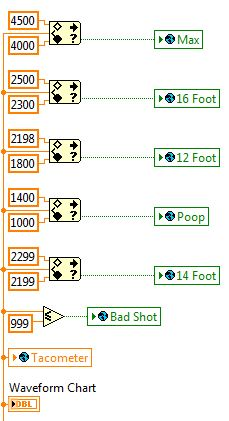 4500
4000
Max
2500
2300
16 Foot
2198
1800
12 Foot
1400
1000
Poop
2299
2199
14 Foot
999
Bad Shot
Tacometer
Waveform Chart
DBL